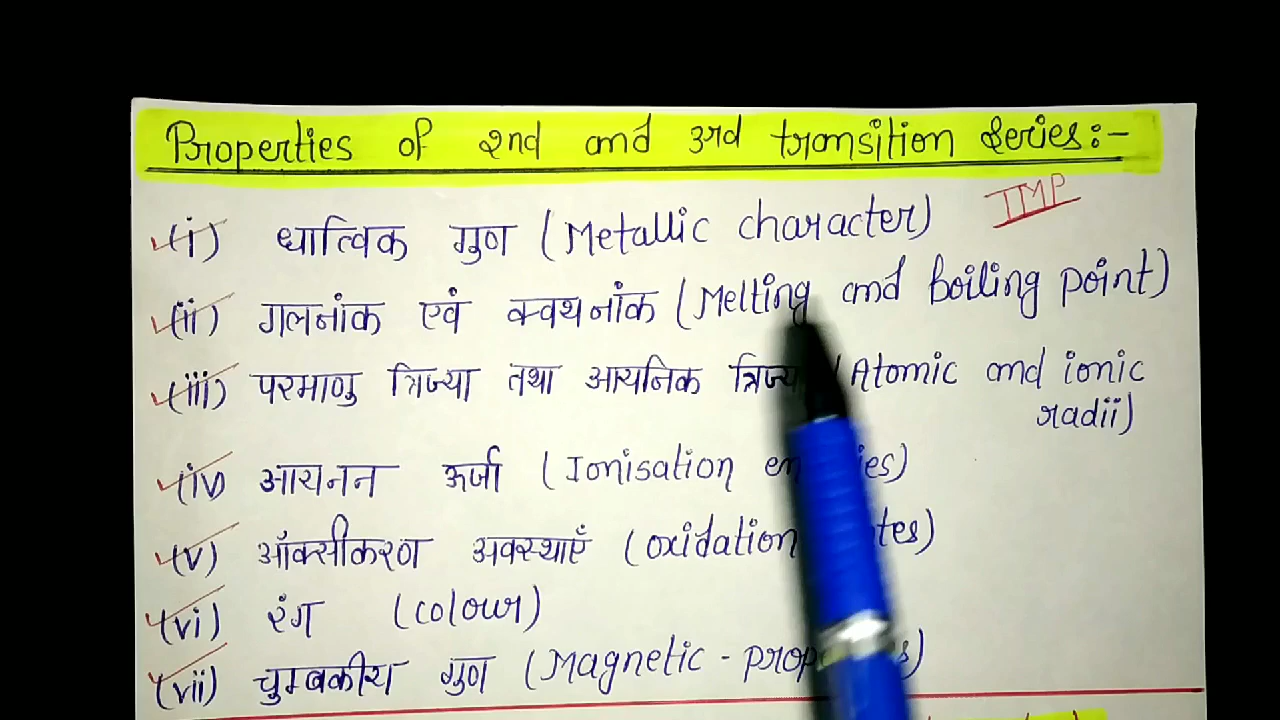 Properties of 2nd and 3rd transition series:-
IMP
(i) धात्विक गुण (Metallic character)
(ii) गलनांक एवं क्वथनांक (Melting and boiling point)
(iii) परमाणु त्रिज्या तथा आयनिक त्रिज्या (Atomic and ionic
radii)
(iv) आयनन ऊर्जा (Ionisation
(v) ऑक्सीकरण अवस्थाएँ (oxidation
(vi) रंग (colour)
(vii) चुम्बकीय गुण (Magnetic -